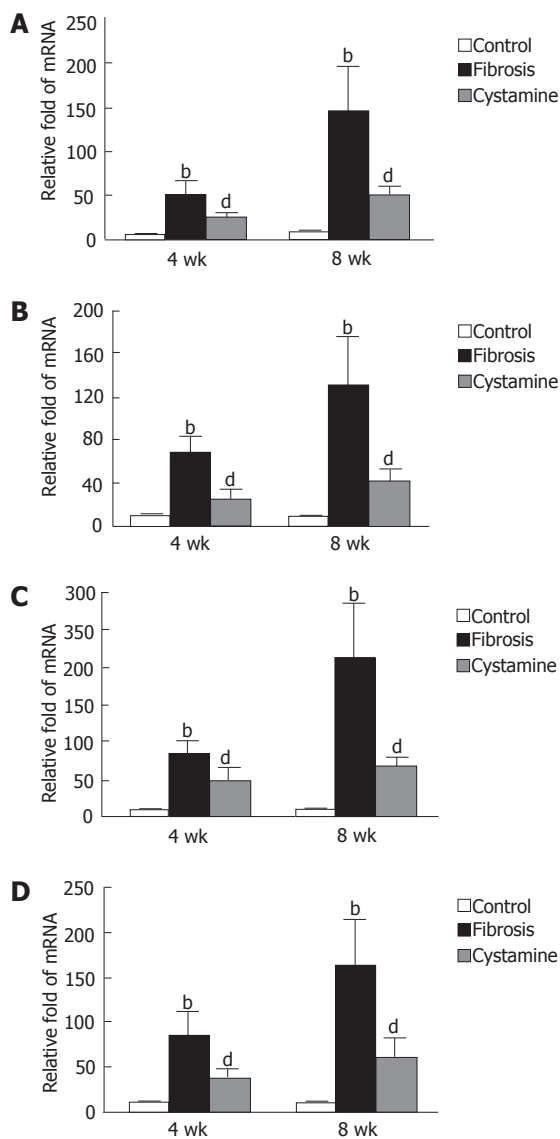 A
Relative fold of mRNA
250
200
150
100
50
0
b
d
b
d
4 wk
8 wk
Control
Fibrosis
Cystamine
B
Relative fold of mRNA
200
160
120
80
40
0
b
d
b
d
4 wk
8 wk
Control
Fibrosis
Cystamine
C
Relative fold of mRNA
300
350
200
150
100
50
0
b
d
b
d
4 wk
8 wk
Control
Fibrosis
Cystamine
D
Relative fold of mRNA
250
200
150
100
50
0
b
d
b
d
4 wk
8 wk
Control
Fibrosis
Cystamine